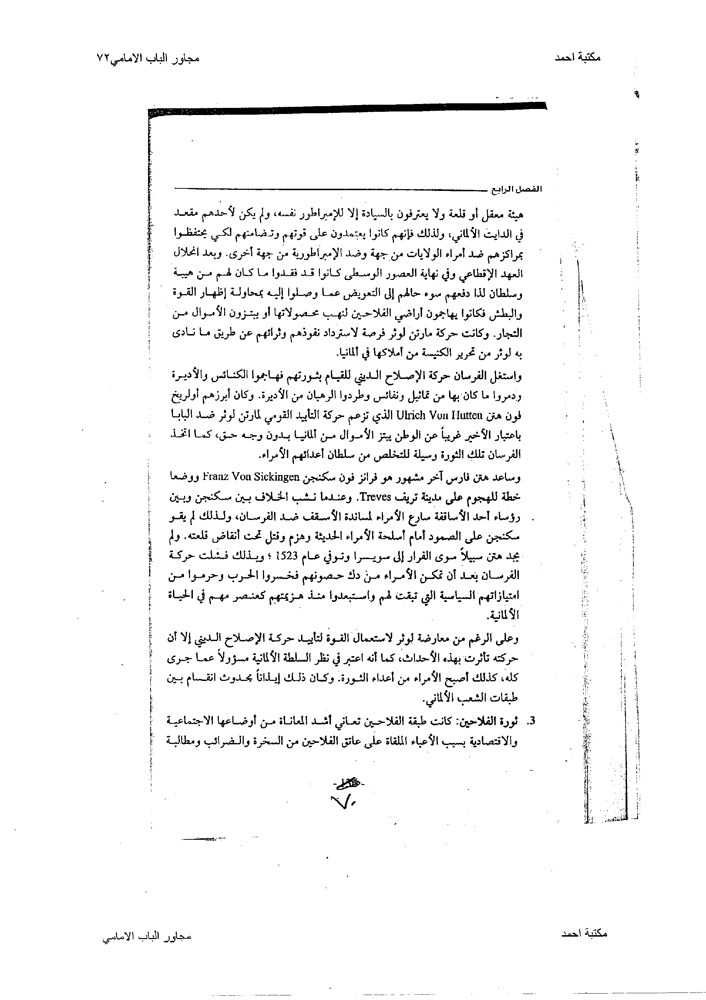 مكتبة احمد
مجاور الباب الامامي٧٢
الفصل الرابع
هيئة معقل أو قلعة ولا يعترفون بالسيادة إلا للإمبراطور نفسه، ولم يكن لأحدهم مقعد
في الدايت الألماني، ولذلك فإنهم كانوا يعتمدون على قوتهم وتضامنهم لكي يحتفظوا
بمراكزهم ضد أمراء الولايات من جهة وضد الإمبراطورية من جهة أخرى. وبعد انحلال
العهد الإقطاعي وفي نهاية العصور الوسطى كانوا قد فقدوا ما كان لهم من هيبة
وسلطان لذا دفعهم سوء حالهم إلى التعويض عما وصلوا إليه بمحاولة إظهار القوة
والبطش فكانوا يهاجمون أراضي الفلاحين لنهب محصولاتها أو يبتزون الأموال من
التجار. وكانت حركة مارتن لوثر فرصة لاسترداد نفوذهم وثرائهم عن طريق ما نادى
به لوثر من تحرير الكنيسة من أملاكها في ألمانيا.
واستغل الفرسان حركة الإصلاح الديني للقيام بثورتهم فهاجموا الكنائس والأديرة
ودمروا ما كان بها من تماثيل ونفائس وطردوا الرهبان من الأديرة. وكان أبرزهم أولريخ
فون هتن Ulrich Von Hutten الذي تزعم حركة التأييد القومي لمارتن لوثر ضد البابا
باعتبار الأخير غريباً عن الوطن يبتز الأموال من ألمانيا بدون وجه حق، كما اتخذ
الفرسان تلك الثورة وسيلة للتخلص من سلطان أعدائهم الأمراء.
وساعد هتن فارس آخر مشهور هو فرانز فون سكنجن Franz Von Sickingen ووضعا
خطة للهجوم على مدينة تريف Treves. وعندما نشب الخلاف بين سكنجن وبين
رؤساء أحد الأساقفة سارع الأمراء لمساندة الأسقف ضد الفرسان، ولذلك لم يقو
سكنجن على الصمود أمام أسلحة الأمراء الحديثة وهزم وقتل تحت أنقاض قلعته. ولم
يجد هتن سبيلاً سوى الفرار إلى سويسرا وتوفي عام 1523 ؛ وبذلك فشلت حركة
الفرسان بعد أن تمكن الأمراء من دك حصونهم فخسروا الحرب وحرموا من
امتيازاتهم السياسية التي تبقت لهم واستبعدوا منذ هزيمتهم كعنصر مهم في الحياة
الألمانية.
وعلى الرغم من معارضة لوثر لاستعمال القوة لتأييد حركة الإصلاح الديني إلا أن
حركته تأثرت بهذه الأحداث، كما أنه اعتبر في نظر السلطة الألمانية مسؤولاً عما جرى
كله، كذلك أصبح الأمراء من أعداء الثورة. وكان ذلك إيذاناً بحدوث انقسام بين
طبقات الشعب الألماني.
3. ثورة الفلاحين: كانت طبقة الفلاحين تعاني أشد المعاناة من أوضاعها الاجتماعية
والاقتصادية بسبب الأعباء الملقاة على عاتق الفلاحين من السخرة والضرائب ومطالبة
٧٠
مكتبة احمد
مجاور الباب الامامي